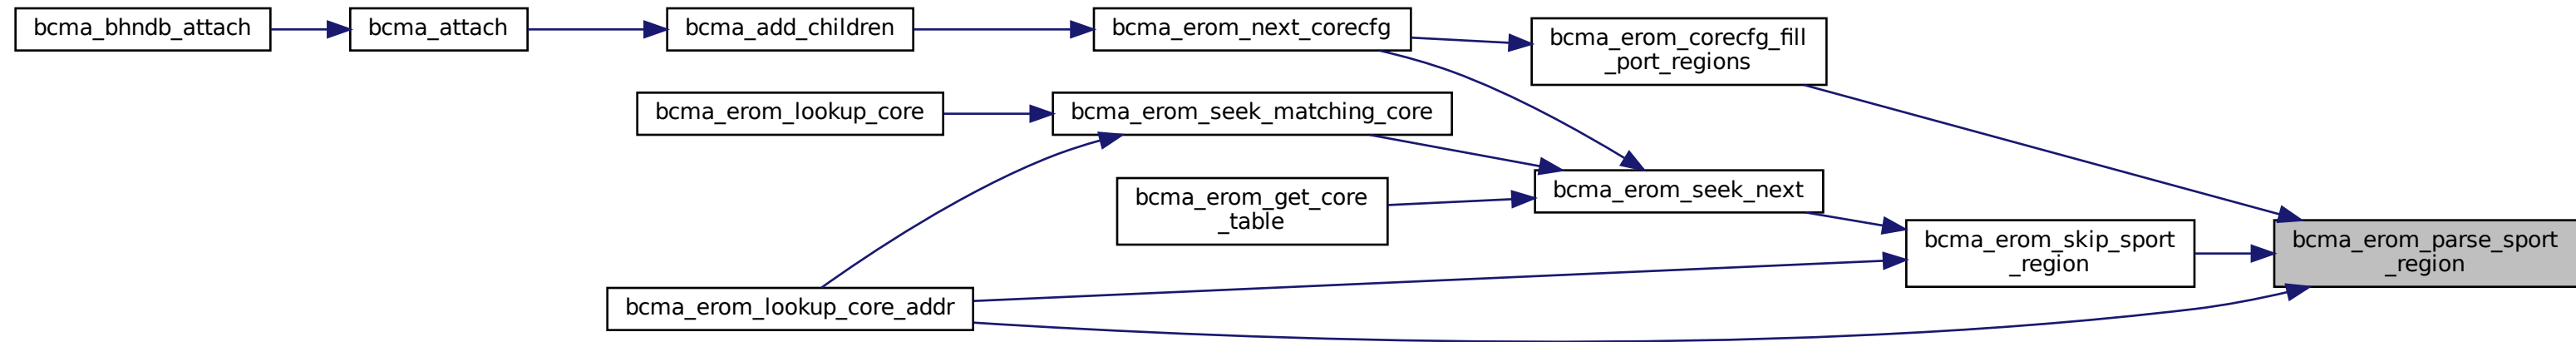 bcma_bhndb_attach
bcma_attach
bcma_add_children
bcma_erom_next_corecfg
bcma_erom_corecfg_fill
_port_regions
bcma_erom_lookup_core
bcma_erom_seek_matching_core
bcma_erom_get_core
_table
bcma_erom_seek_next
bcma_erom_skip_sport
_region
bcma_erom_parse_sport
_region
bcma_erom_lookup_core_addr